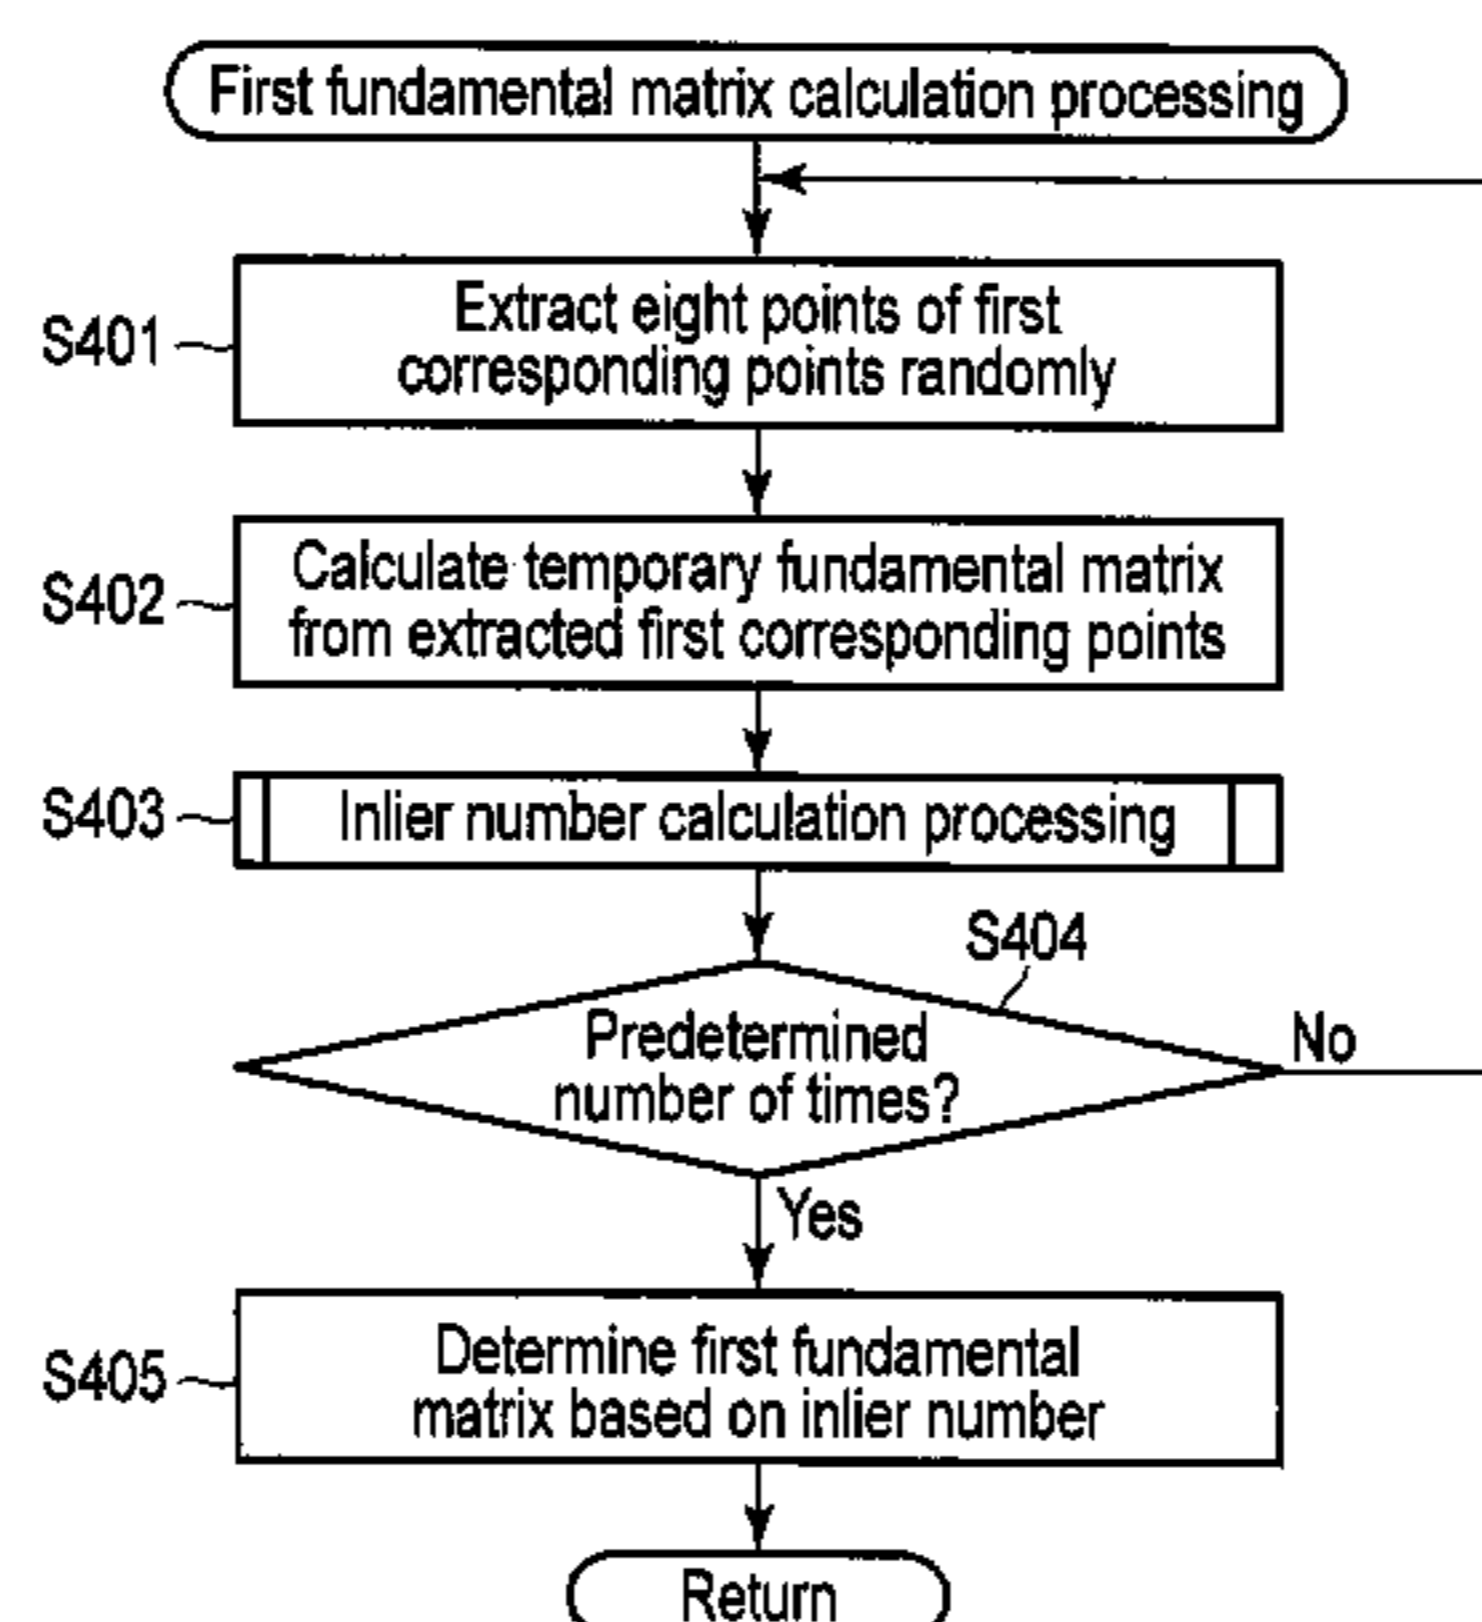 First fundamental matrix calculation processing
S401
Extract eight points of first
corresponding points randomly
S402
Calculate temporary fundamental matrix
from extracted first corresponding points
S403
Inlier number calculation processing
S404
Predetermined
number of times?
No
Yes
S405
Determine first fundamental
matrix based on inlier number
Return